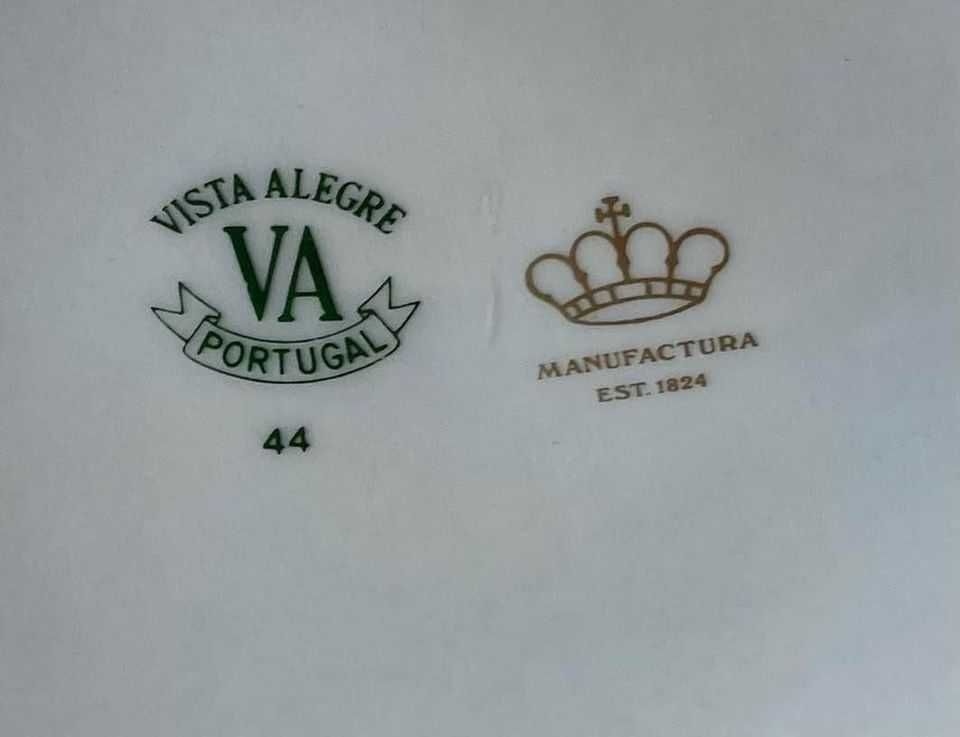 VISTA ALEGRE
VA
PORTUGAL
44
MANUFACTURA
EST. 1824